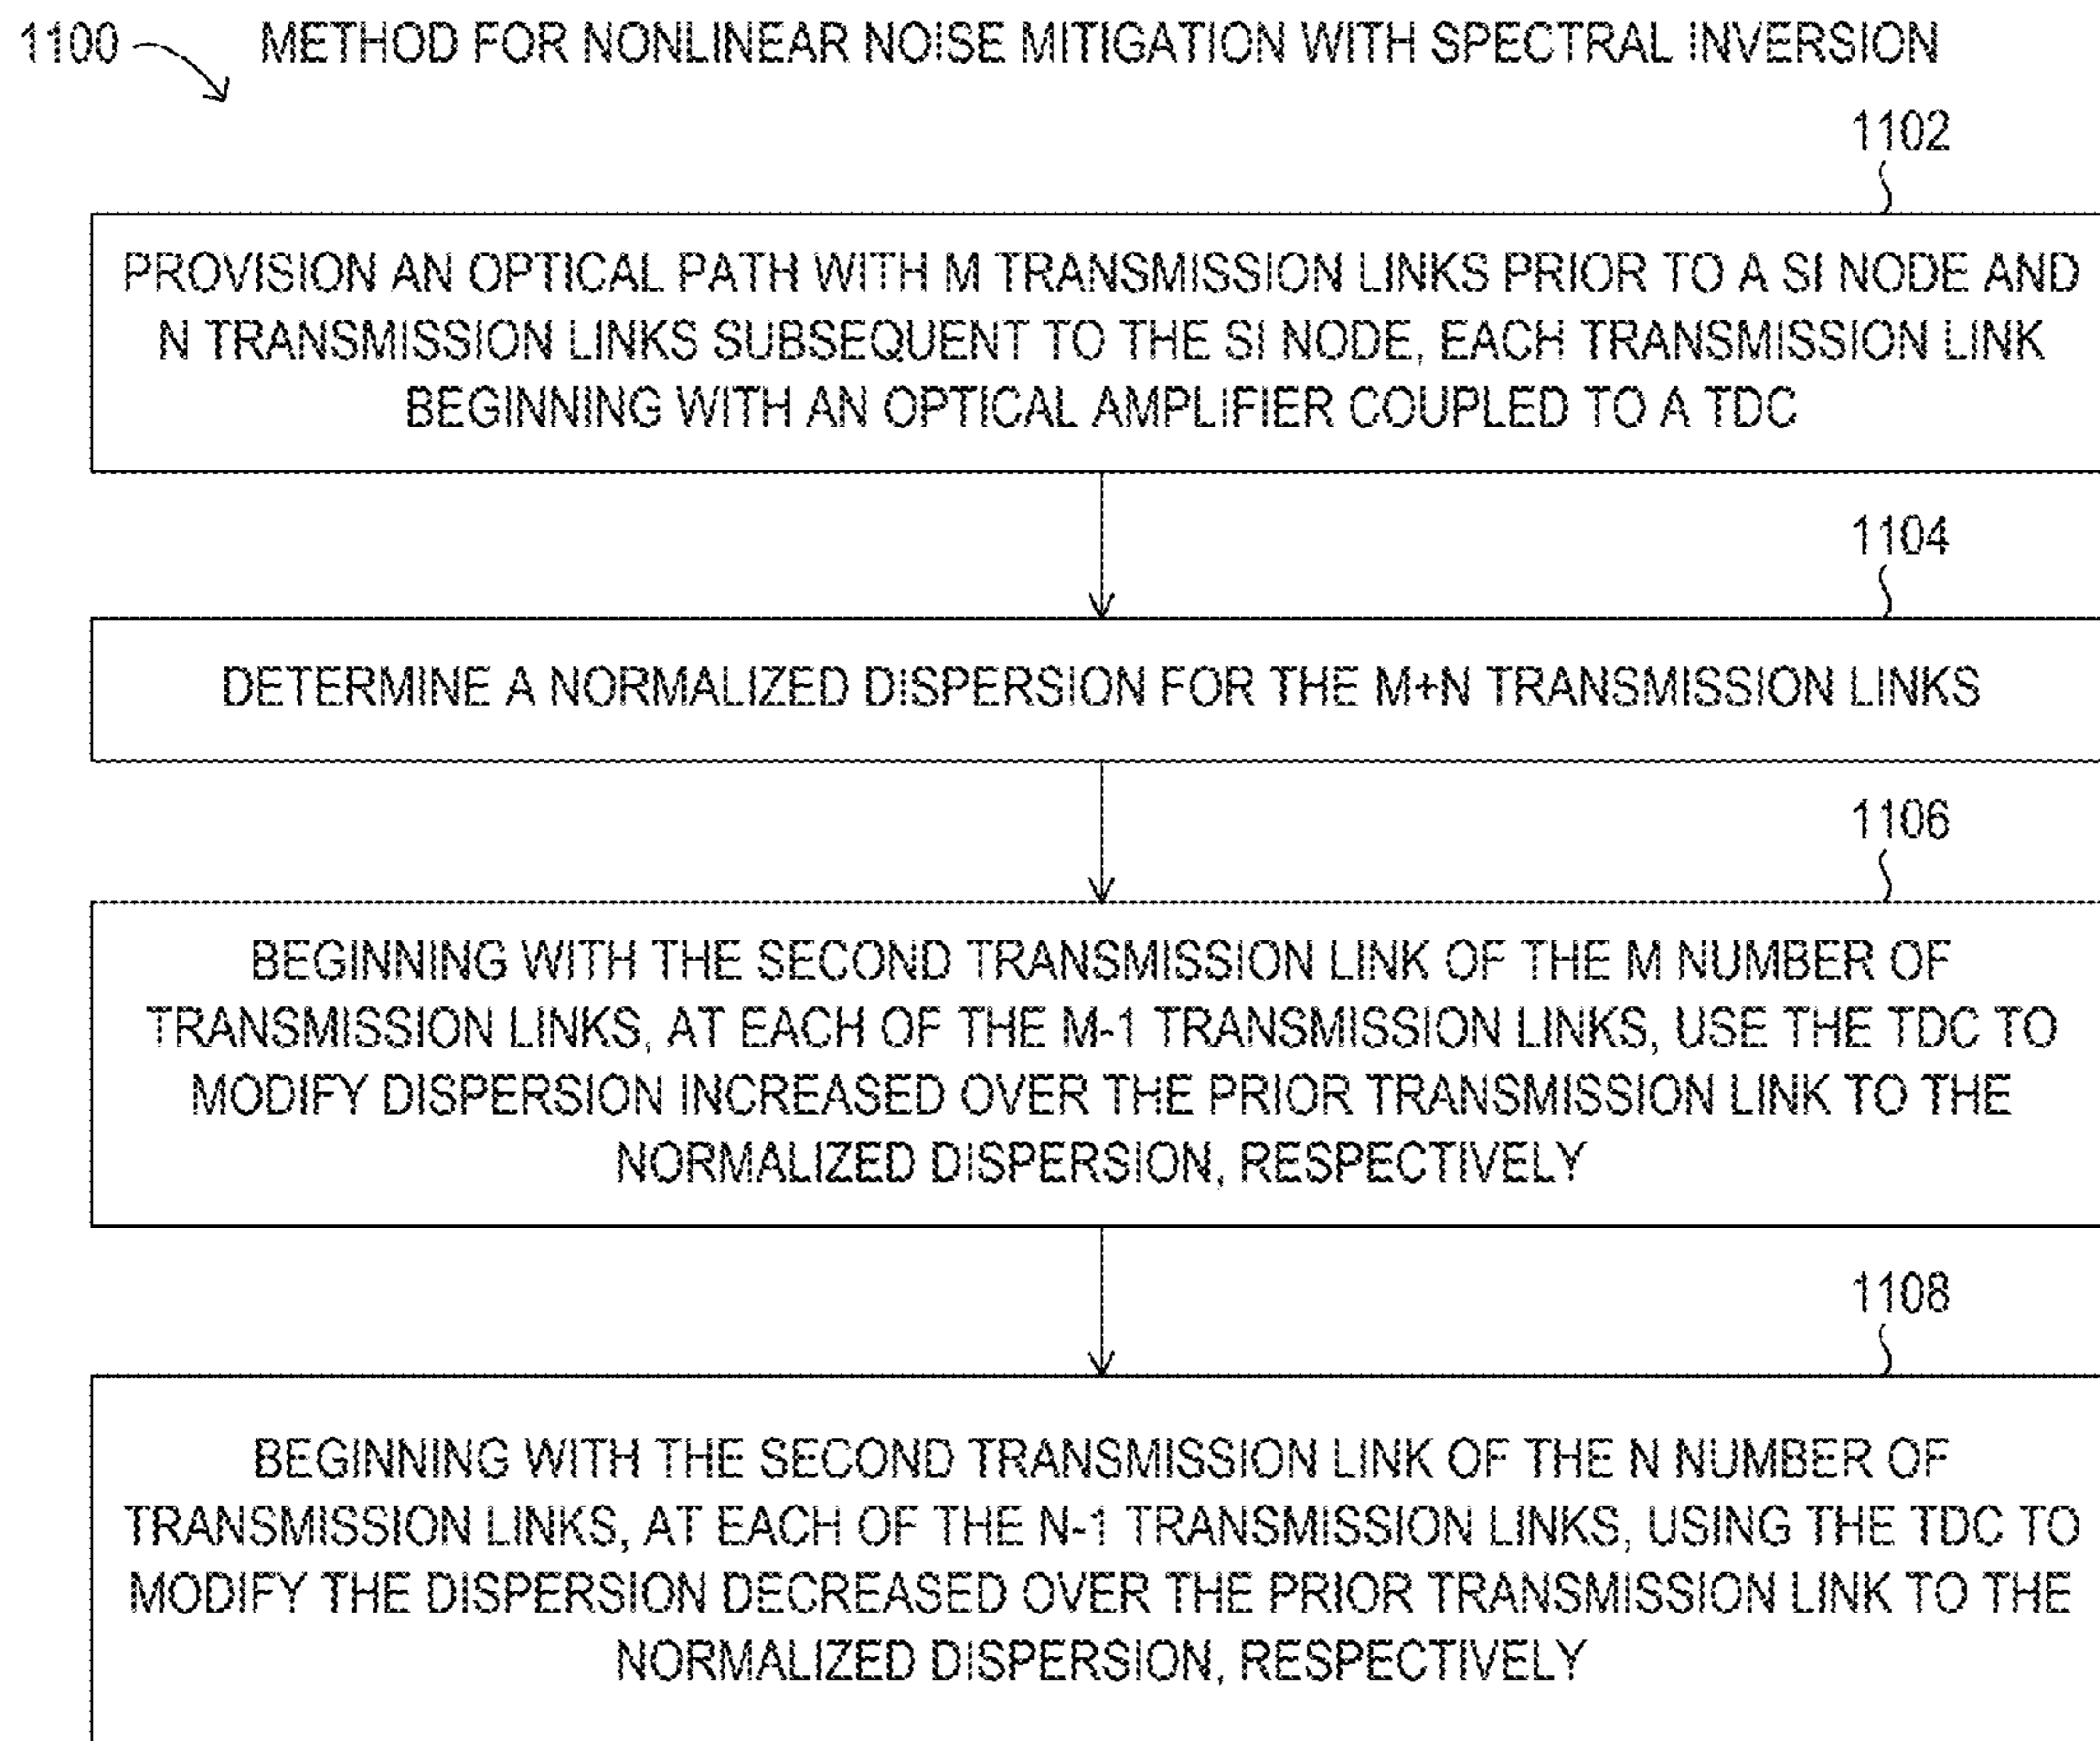 1100 METHOD FOR NONLINEAR NOISE MITIGATION WITH SPECTRAL INVERSION
1102
PROVISION AN OPTICAL PATH WITH M TRANSMISSION LINKS PRIOR TO A SI NODE AND
N TRANSMISSION LINKS SUBSEQUENT TO THE SI NODE, EACH TRANSMISSION LINK
BEGINNING WITH AN OPTICAL AMPLIFIER COUPLED TO A TDC
1104
DETERMINE A NORMALIZED DISPERSION FOR THE M+N TRANSMISSION LINKS
1106
BEGINNING WITH THE SECOND TRANSMISSION LINK OF THE M NUMBER OF
TRANSMISSION LINKS, AT EACH OF THE M-1 TRANSMISSION LINKS, USE THE TDC TO
MODIFY DISPERSION INCREASED OVER THE PRIOR TRANSMISSION LINK TO THE
NORMALIZED DISPERSION, RESPECTIVELY
1108
BEGINNING WITH THE SECOND TRANSMISSION LINK OF THE N NUMBER OF
TRANSMISSION LINKS, AT EACH OF THE N-1 TRANSMISSION LINKS, USING THE TDC TO
MODIFY THE DISPERSION DECREASED OVER THE PRIOR TRANSMISSION LINK TO THE
NORMALIZED DISPERSION, RESPECTIVELY